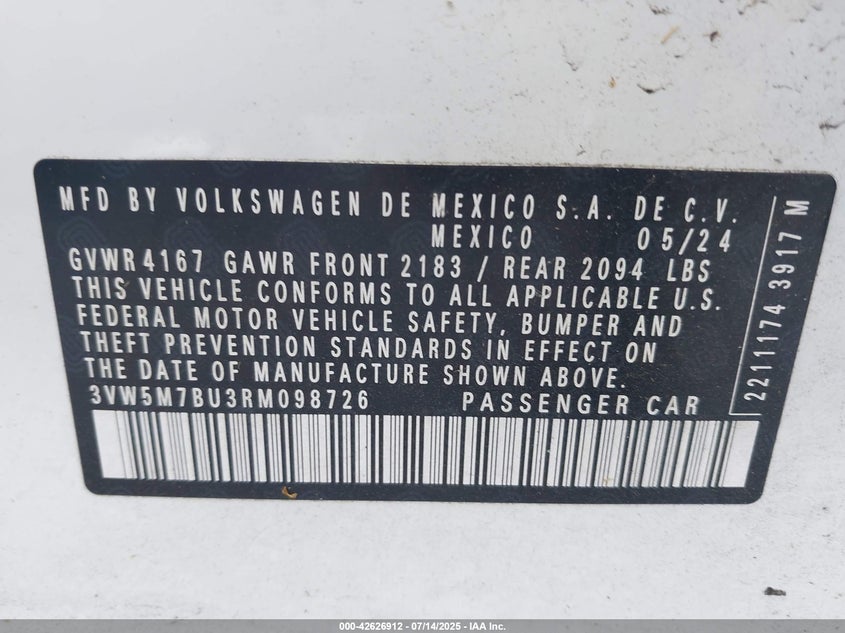 MFD BY VOLKSWAGEN DE MEXICO S.A. DE C.V.
MEXICO 05/24
GVWR 4167 GAWR FRONT 2183 / REAR 2094 LBS
THIS VEHICLE CONFORMS TO ALL APPLICABLE U.S.
FEDERAL MOTOR VEHICLE SAFETY, BUMPER AND
THEFT PREVENTION STANDARDS IN EFFECT ON
THE DATE OF MANUFACTURE SHOWN ABOVE.
3VW5M7BU3RM098726 PASSENGER CAR
2211174 3917 M
000-42626912 / 07/14/2025 - IAA Inc.